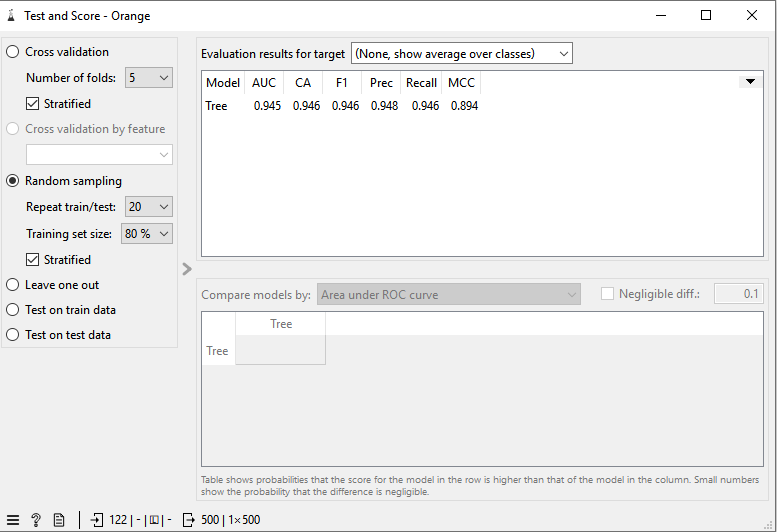 Test and Score - Orange
Cross validation
Number of folds: 5
Stratified
Cross validation by feature
Random sampling
Repeat train/test: 20
Training set size: 80 %
Stratified
Leave one out
Test on train data
Test on test data
Evaluation results for target (None, show average over classes)
Model AUC CA F1 Prec Recall MCC
Tree 0.945 0.946 0.946 0.948 0.946 0.894
Compare models by: Area under ROC curve Negligible diff.: 0.1
Tree
Tree
Table shows probabilities that the score for the model in the row is higher than that of the model in the column. Small numbers
show the probability that the difference is negligible.
122 | - | - 500 | 1×500